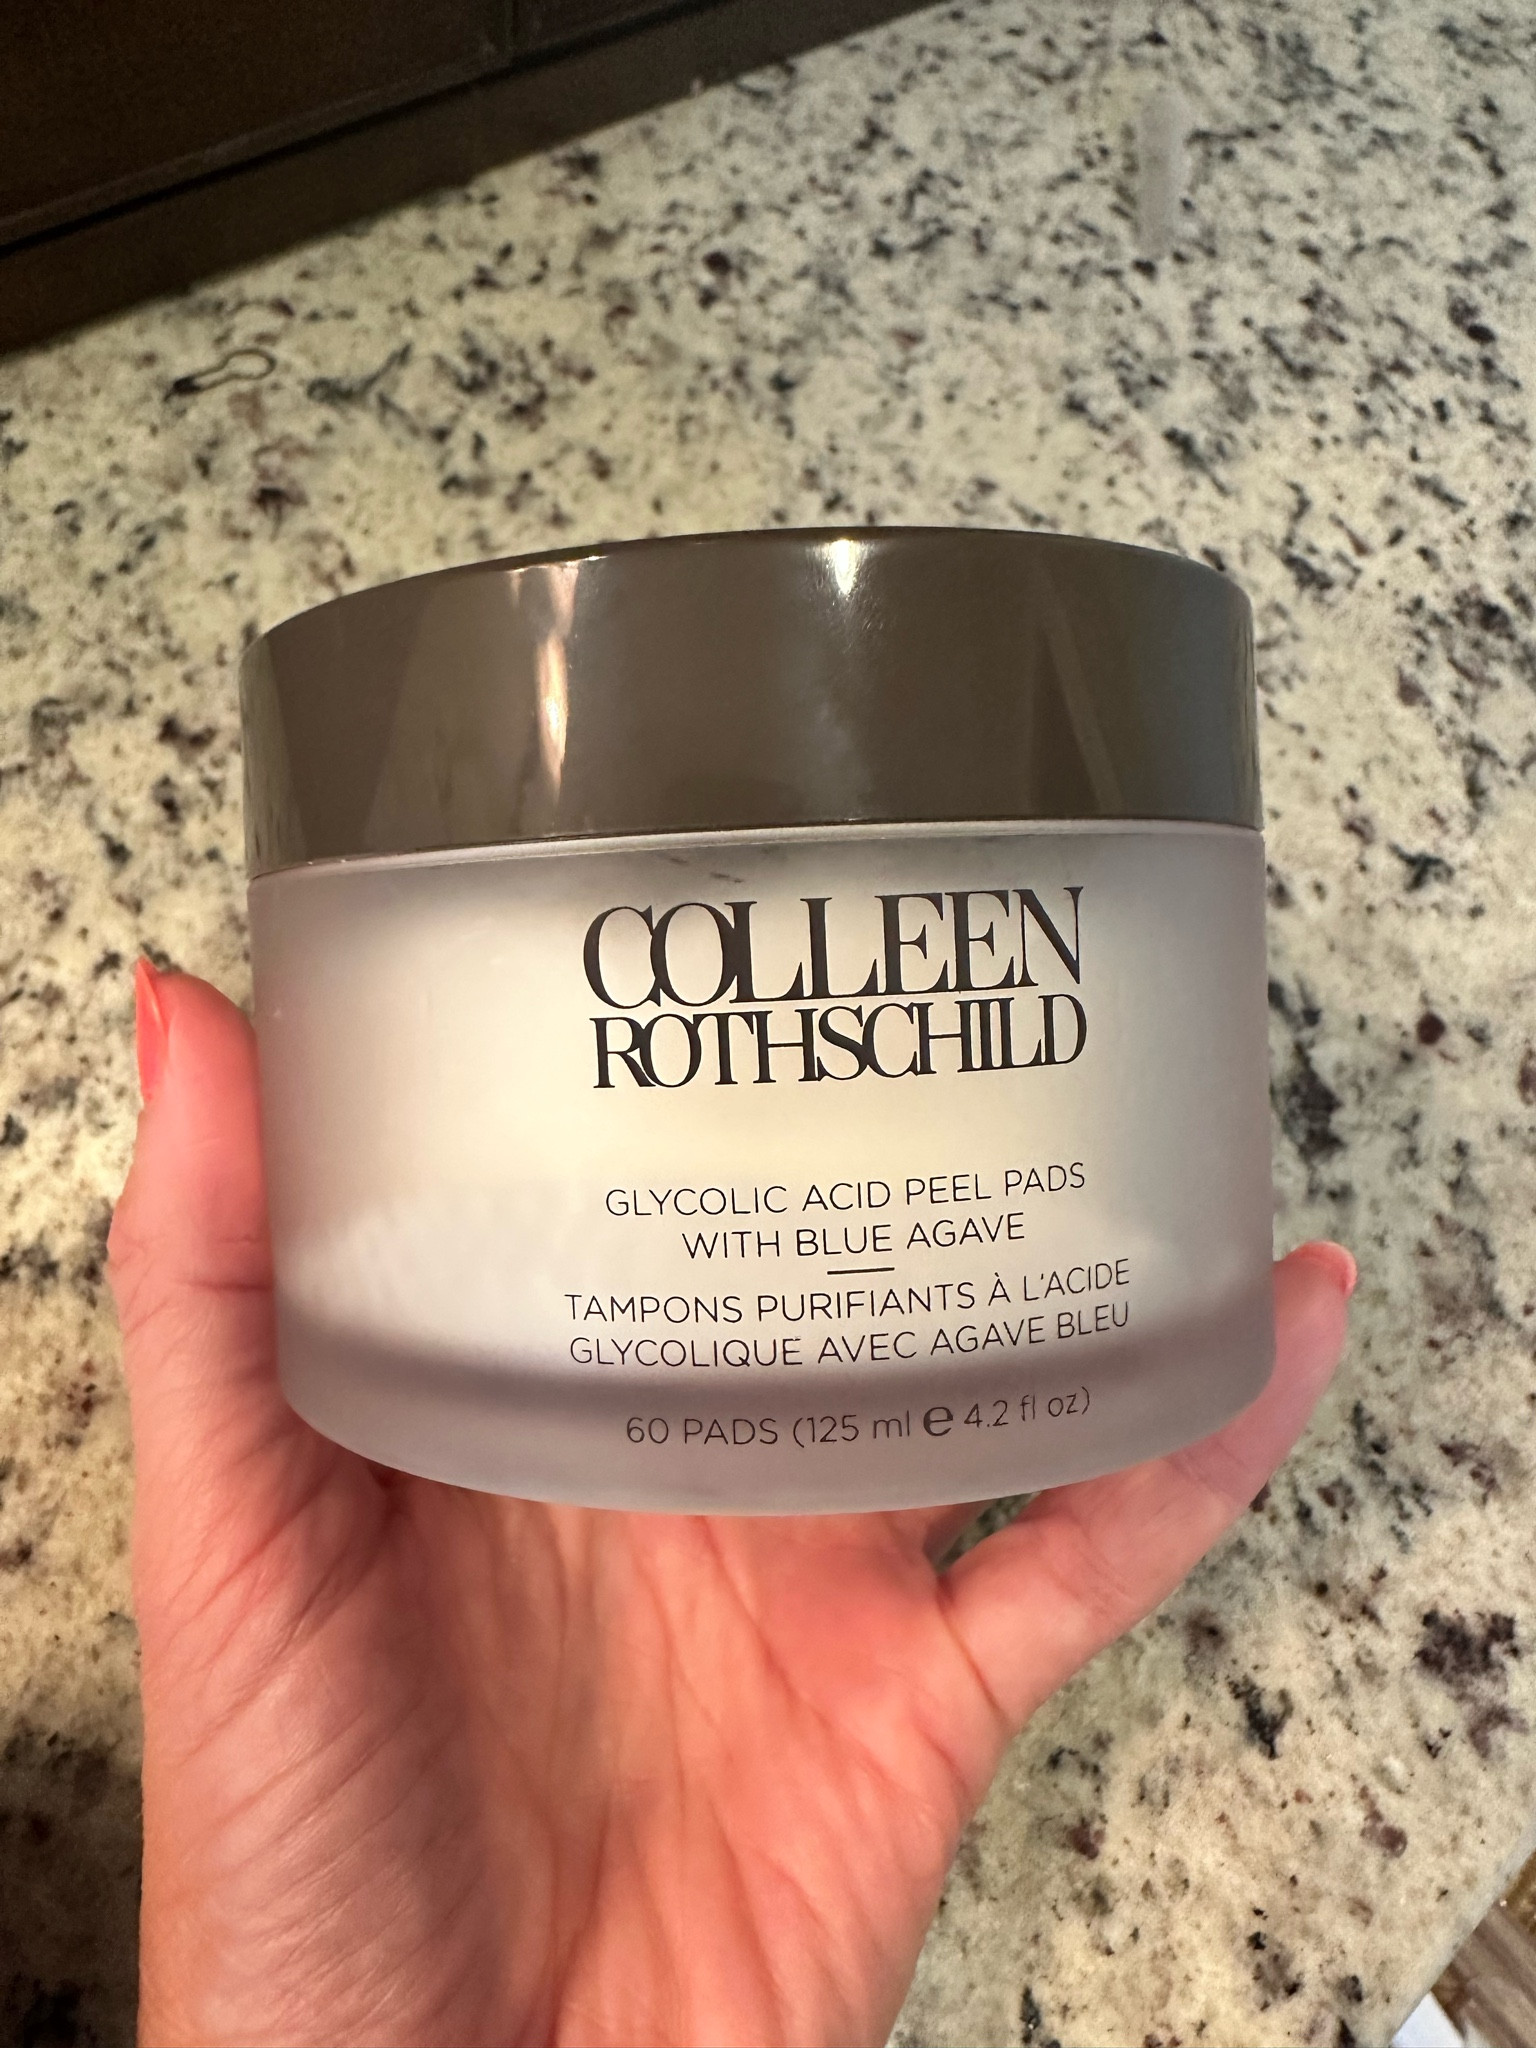 COLLEEN
ROTHSCHILD
GLYCOLIC ACID PEEL PADS
WITH BLUE AGAVE
TAMPONS PURIFIANTS À L'ACIDE
GLYCOLIQUE AVEC AGAVE BLEU
60 PADS (125 ml ℮ 4.2 fl oz)